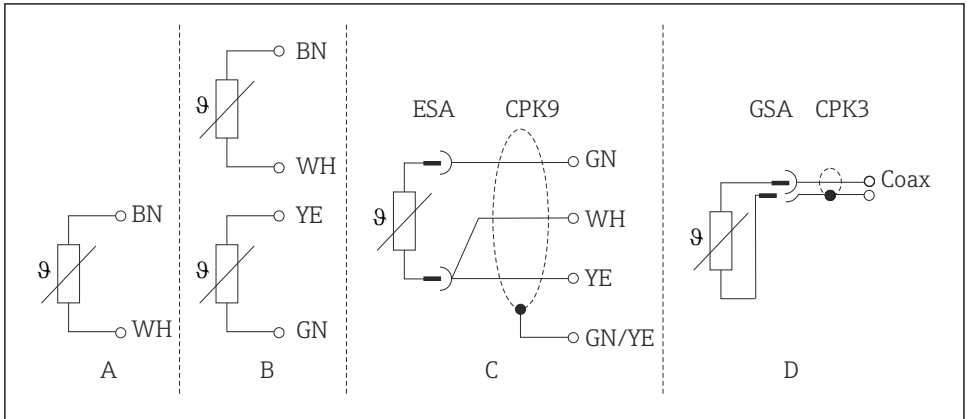 BN
WH
ϑ
A
BN
ϑ
WH
YE
ϑ
GN
B
ESA CPK9
GN
ϑ
WH
YE
GN/YE
C
GSA CPK3
Coax
ϑ
D